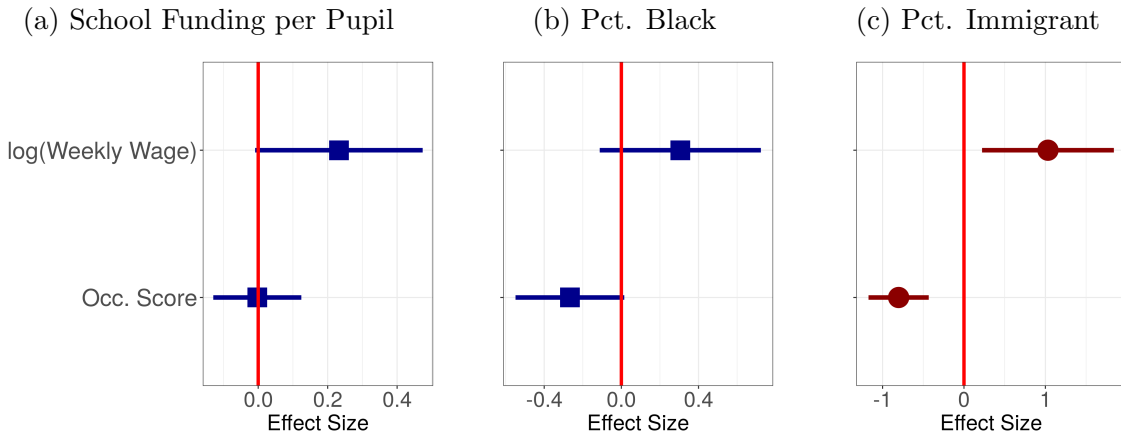 (a) School Funding per Pupil
(b) Pct. Black
(c) Pct. Immigrant
log(Weekly Wage)
Occ. Score
0.0 0.2 0.4
-0.4 0.0 0.4
-1 0 1
Effect Size
Effect Size
Effect Size